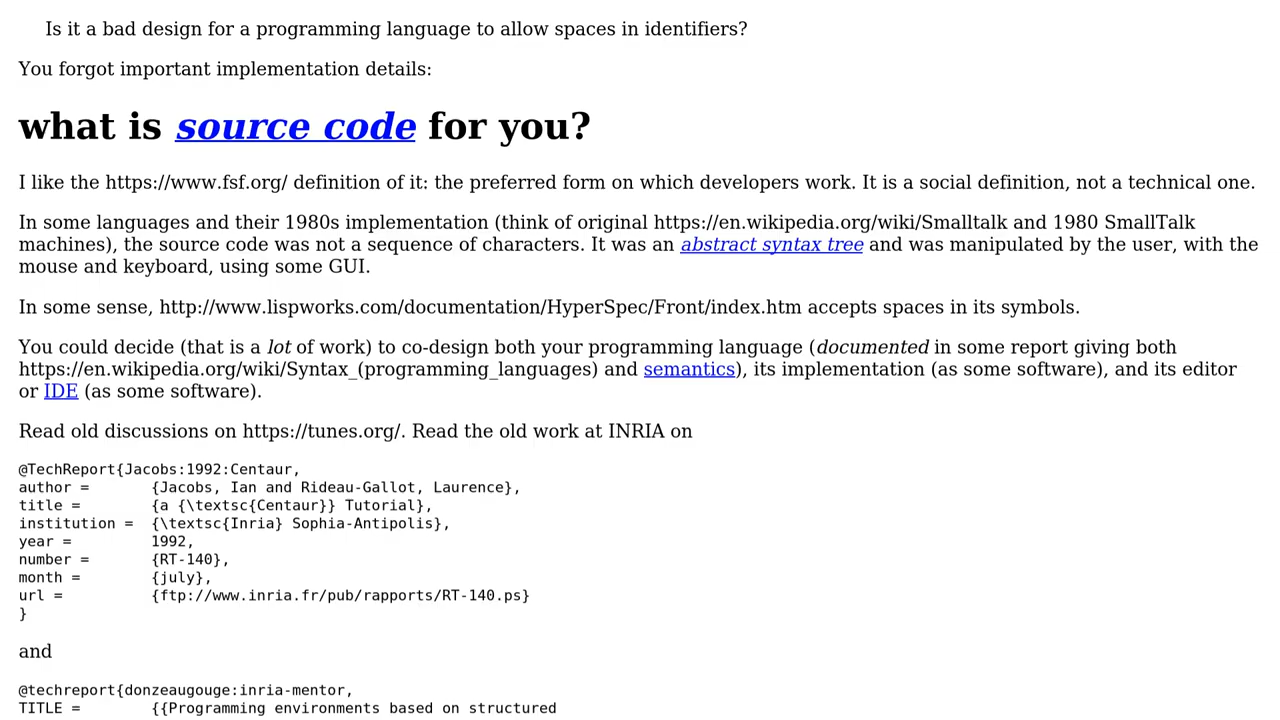 Is it a bad design for a programming language to allow spaces in identifiers?
You forgot important implementation details:
what is source code for you?
I like the https://www.fsf.org/ definition of it: the preferred form on which developers work. It is a social definition, not a technical one.
In some languages and their 1980s implementation (think of original https://en.wikipedia.org/wiki/Smalltalk and 1980 SmallTalk
machines), the source code was not a sequence of characters. It was an abstract syntax tree and was manipulated by the user, with the
mouse and keyboard, using some GUI.
In some sense, http://www.lispworks.com/documentation/HyperSpec/Front/index.htm accepts spaces in its symbols.
You could decide (that is a lot of work) to co-design both your programming language (documented in some report giving both
https://en.wikipedia.org/wiki/Syntax_(programming_languages) and semantics), its implementation (as some software), and its editor
or IDE (as some software).
Read old discussions on https://tunes.org/. Read the old work at INRIA on
@TechReport{Jacobs:1992:Centaur,
author =       {Jacobs, Ian and Rideau-Gallot, Laurence},
title =        {a {\textsc{Centaur}} Tutorial},
institution =  {\textsc{Inria} Sophia-Antipolis},
year =         1992,
number =       {RT-140},
month =        {july},
url =          {ftp://www.inria.fr/pub/rapports/RT-140.ps}
}
and
@techreport{donzeaugouge:inria-mentor,
TITLE =        {{Programming environments based on structured